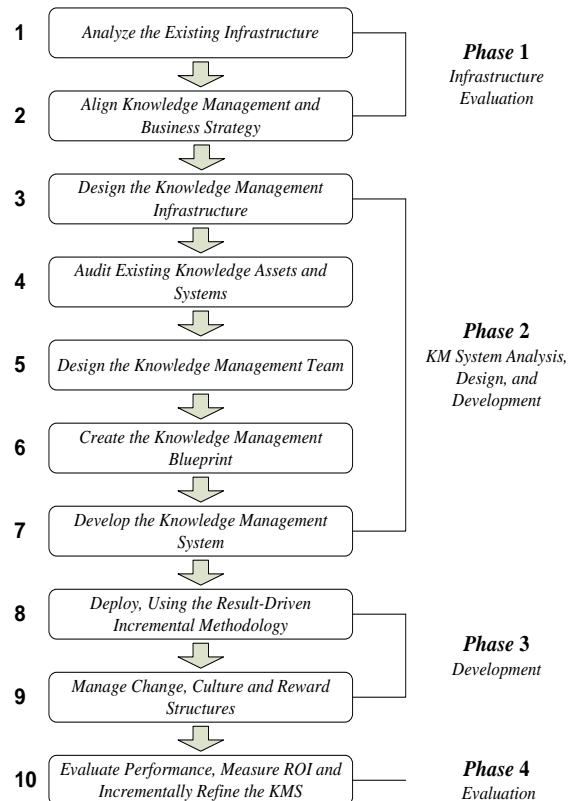 1
Analyze the Existing Infrastructure
2
Align Knowledge Management and
Business Strategy
Phase 1
Infrastructure
Evaluation
3
Design the Knowledge Management
Infrastructure
4
Audit Existing Knowledge Assets and
Systems
5
Design the Knowledge Management Team
6
Create the Knowledge Management
Blueprint
7
Develop the Knowledge Management
System
Phase 2
KM System Analysis,
Design, and
Development
8
Deploy, Using the Result-Driven
Incremental Methodology
9
Manage Change, Culture and Reward
Structures
Phase 3
Development
10
Evaluate Performance, Measure ROI and
Incrementally Refine the KMS
Phase 4
Evaluation